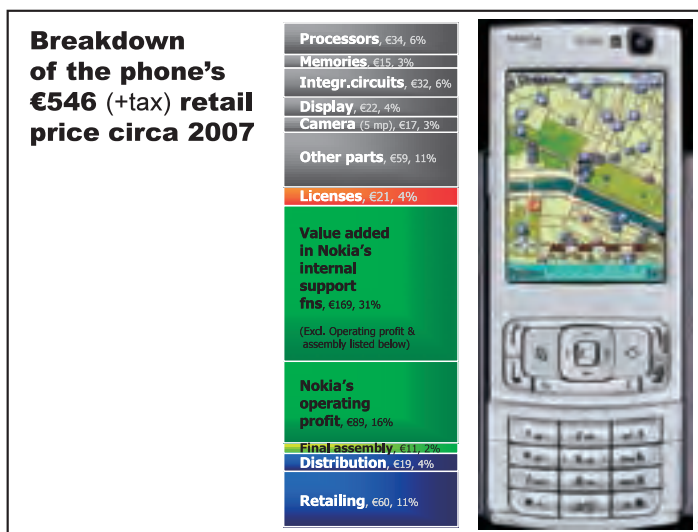 Breakdown
of the phone's
€546 (+tax) retail
price circa 2007
Processors, €34, 6%
Memories, €15, 3%
Integr.circuits, €32, 6%
Display, €22, 4%
Camera (5 mp), €17, 3%
Other parts, €59, 11%
Licenses, €21, 4%
Value added
in Nokia's
internal
support
fns, €169, 31%
(Excl. Operating profit &
assembly listed below)
Nokia's
operating
profit, €89, 16%
Final assembly, €11, 2%
Distribution, €19, 4%
Retailing, €60, 11%
NOKIA